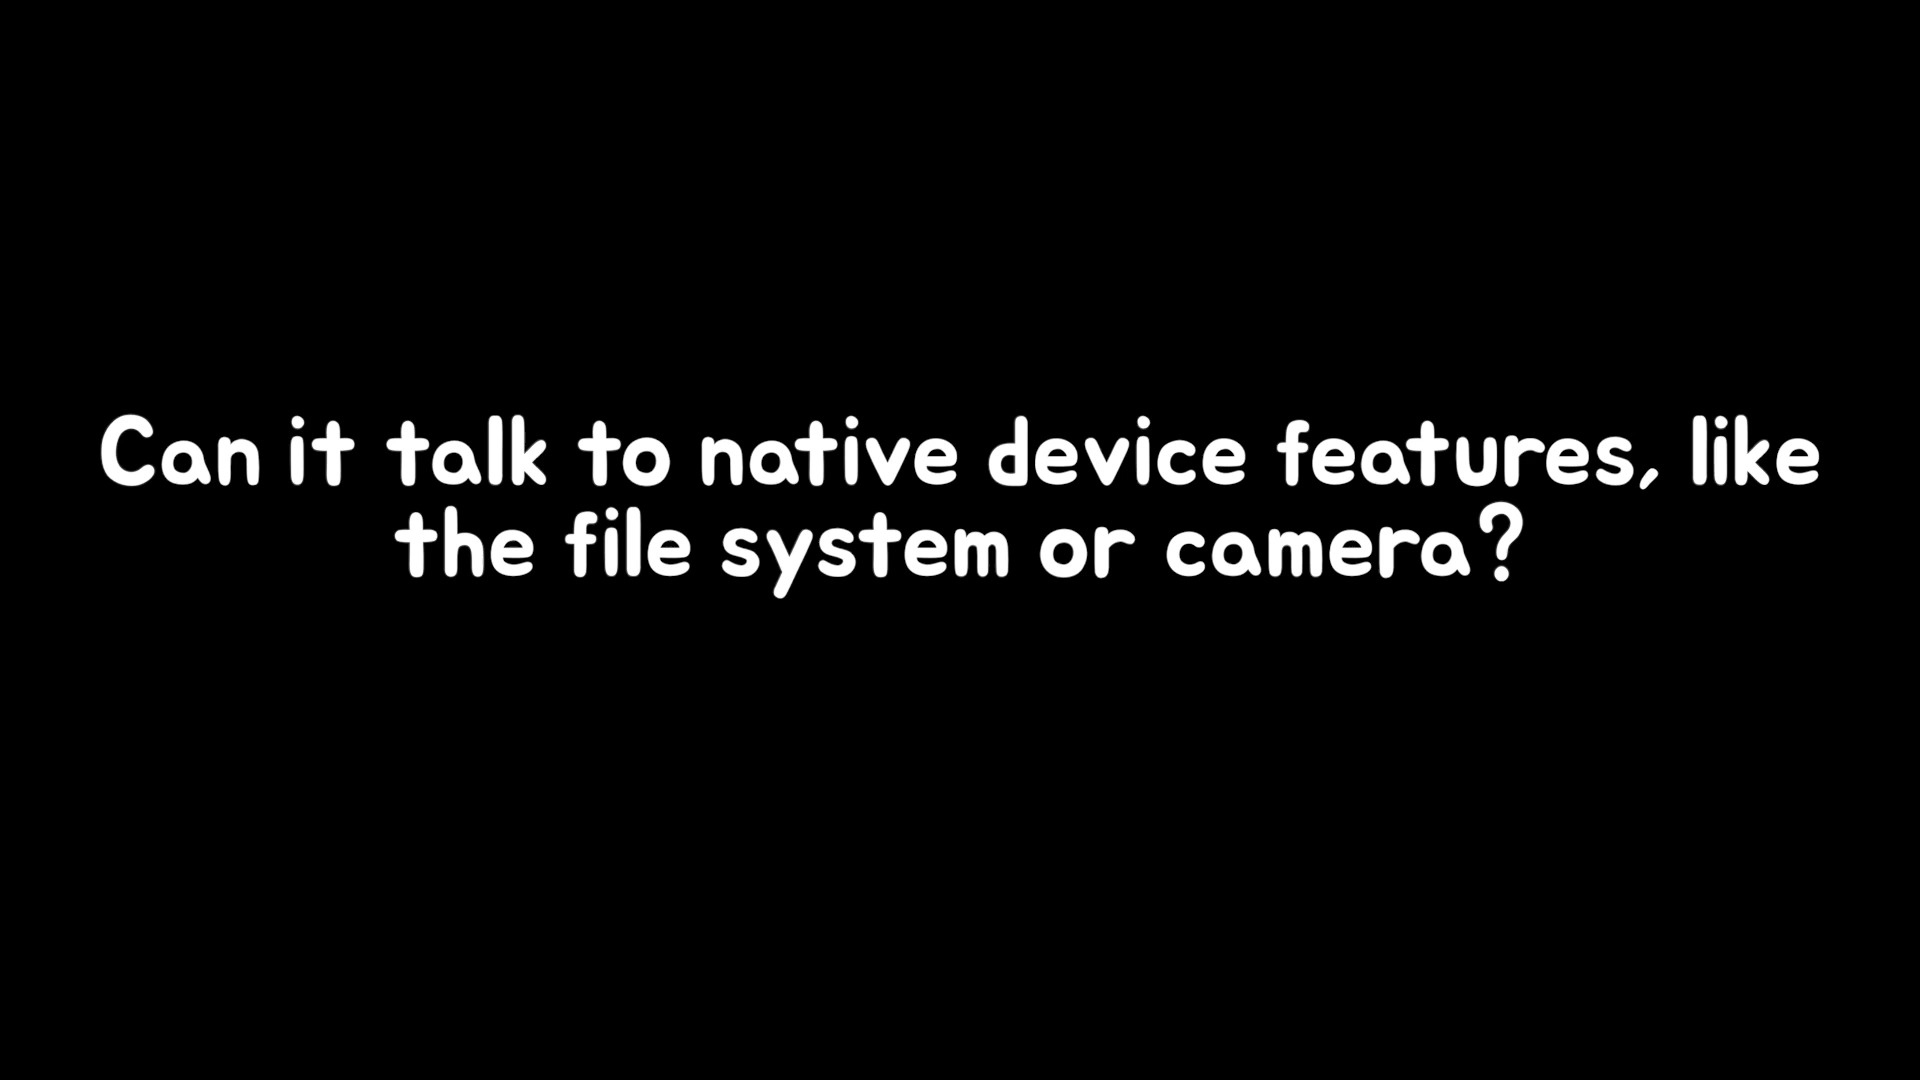 Can it talk to native device features, like
the file system or camera?